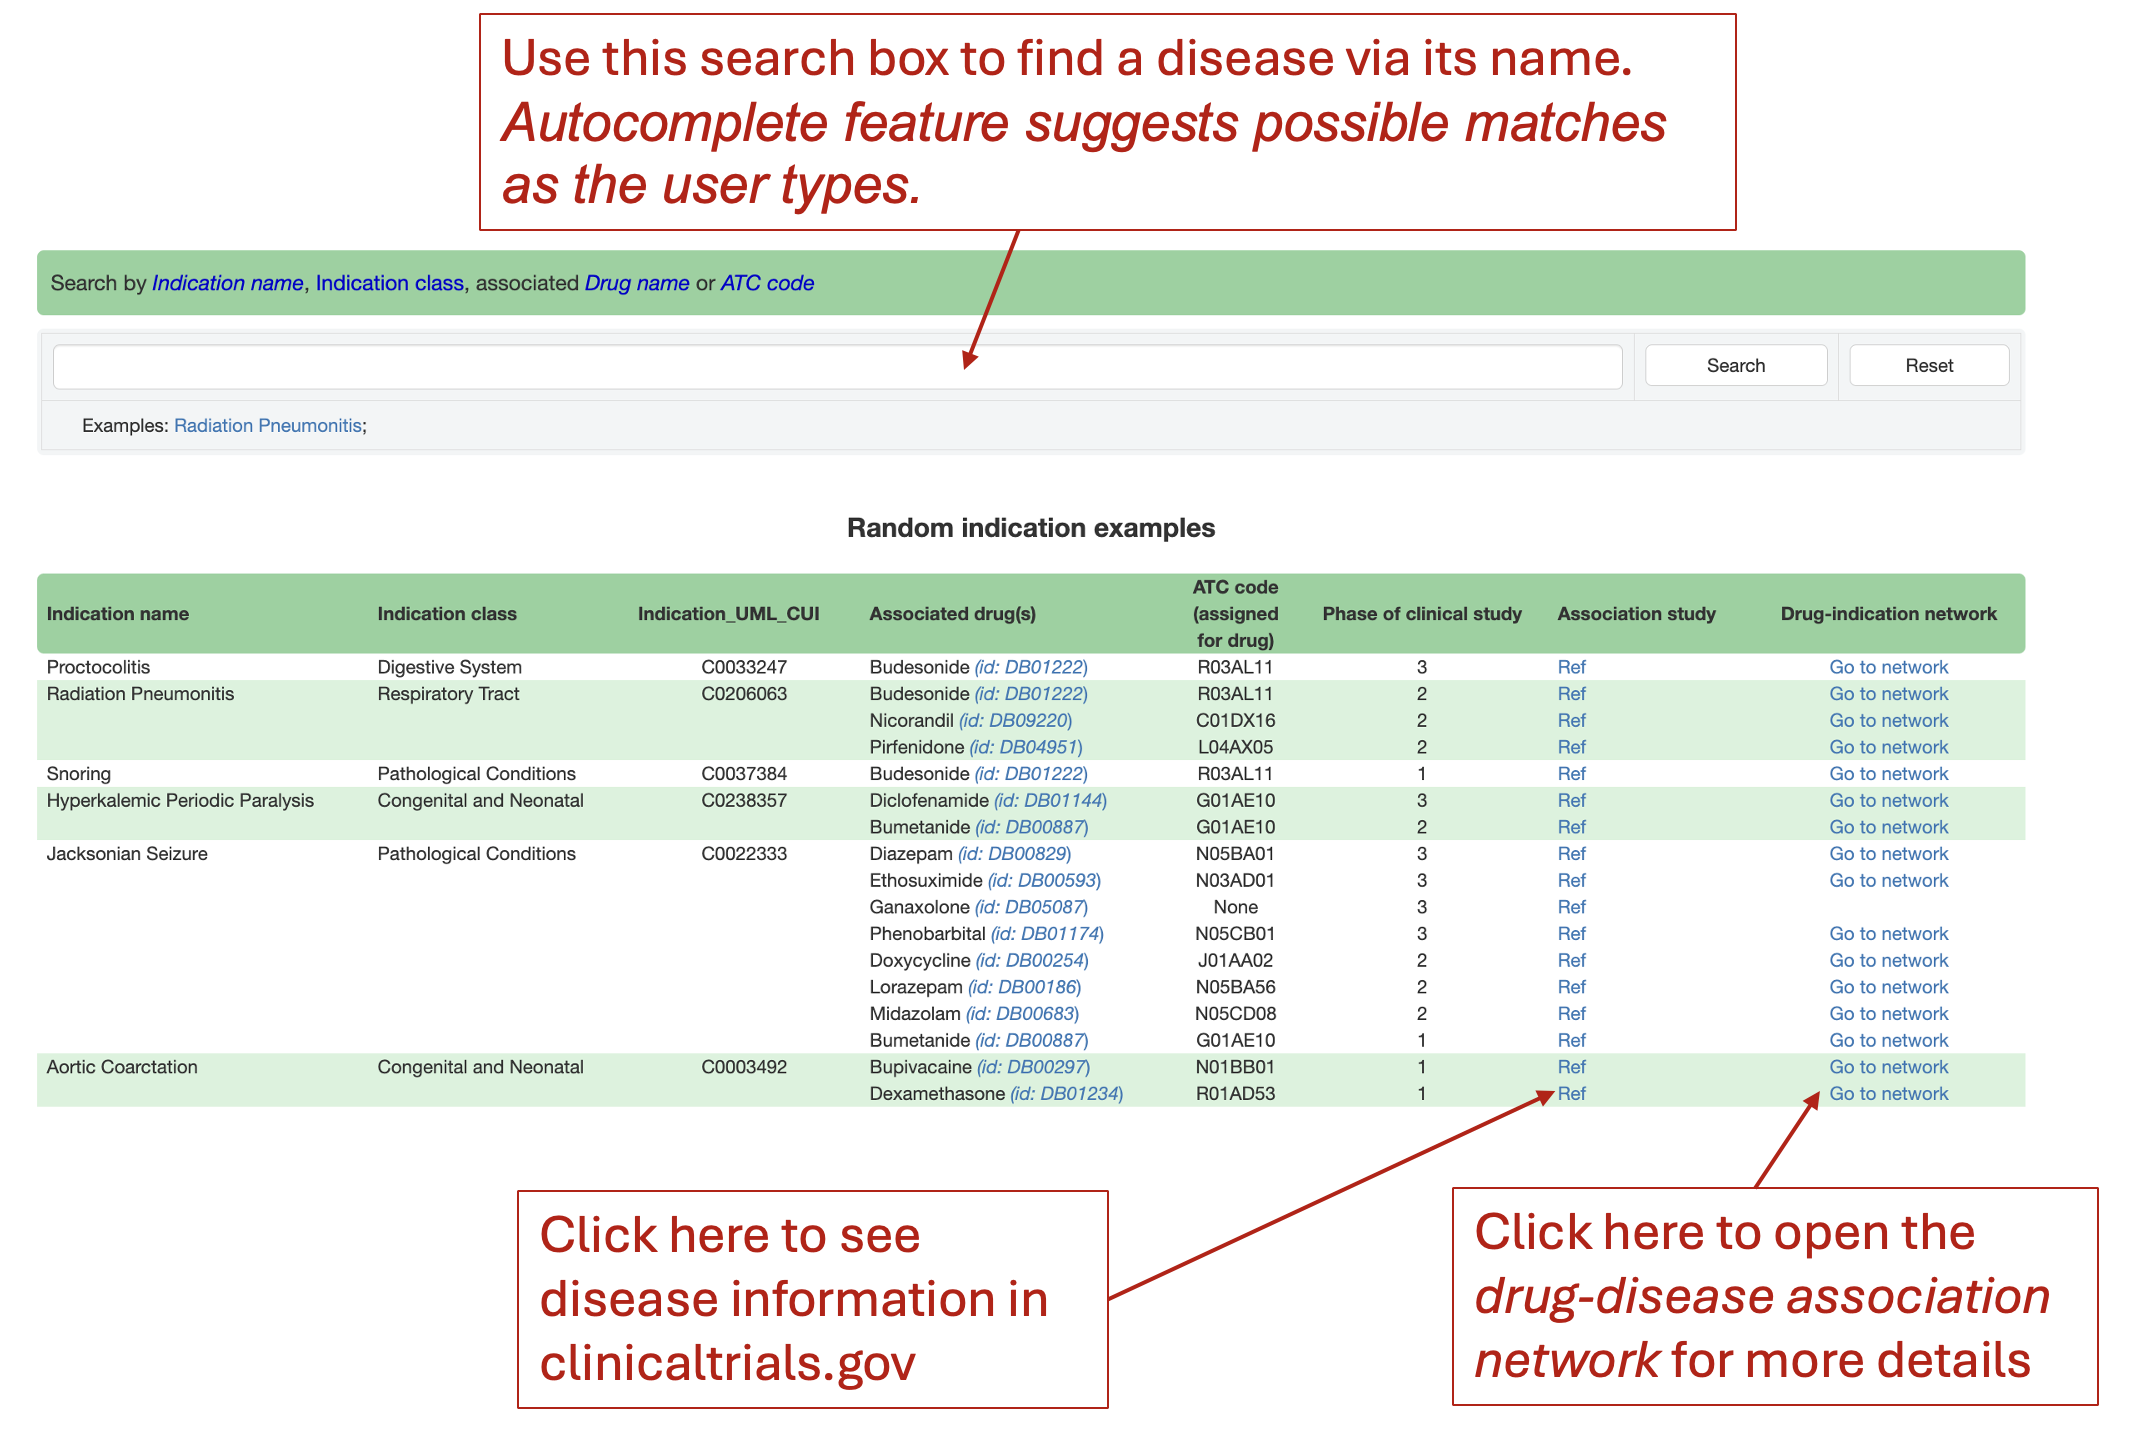 Use this search box to find a disease via its name.
Autocomplete feature suggests possible matches
as the user types.
Search by Indication name, Indication class, associated Drug name or ATC code
Search
Reset
Examples: Radiation Pneumonitis;
Random indication examples
Indication name Indication class Indication_UML_CUI Associated drug(s) ATC code (assigned for drug) Phase of clinical study Association study Drug-indication network
Proctocolitis Digestive System C0033247 Budesonide (id: DB01222) R03AL11 3 Ref Go to network
Radiation Pneumonitis Respiratory Tract C0206063 Budesonide (id: DB01222) R03AL11 2 Ref Go to network
Nicorandil (id: DB09220) C01DX16 2 Ref Go to network
Pirfenidone (id: DB04951) L04AX05 2 Ref Go to network
Snoring Pathological Conditions C0037384 Budesonide (id: DB01222) R03AL11 1 Ref Go to network
Hyperkalemic Periodic Paralysis Congenital and Neonatal C0238357 Diclofenamide (id: DB01144) G01AE10 3 Ref Go to network
Bumetanide (id: DB00887) G01AE10 2 Ref Go to network
Jacksonian Seizure Pathological Conditions C0022333 Diazepam (id: DB00829) N05BA01 3 Ref Go to network
Ethosuximide (id: DB00593) N03AD01 3 Ref Go to network
Ganaxolone (id: DB05087) None 3 Ref
Phenobarbital (id: DB01174) N05CB01 3 Ref Go to network
Doxycycline (id: DB00254) J01AA02 2 Ref Go to network
Lorazepam (id: DB00186) N05BA56 2 Ref Go to network
Midazolam (id: DB00683) N05CD08 2 Ref Go to network
Bumetanide (id: DB00887) G01AE10 1 Ref Go to network
Aortic Coarctation Congenital and Neonatal C0003492 Bupivacaine (id: DB00297) N01BB01 1 Ref Go to network
Dexamethasone (id: DB01234) R01AD53 1 Ref Go to network
Click here to see
disease information in
clinicaltrials.gov
Click here to open the
drug-disease association
network for more details